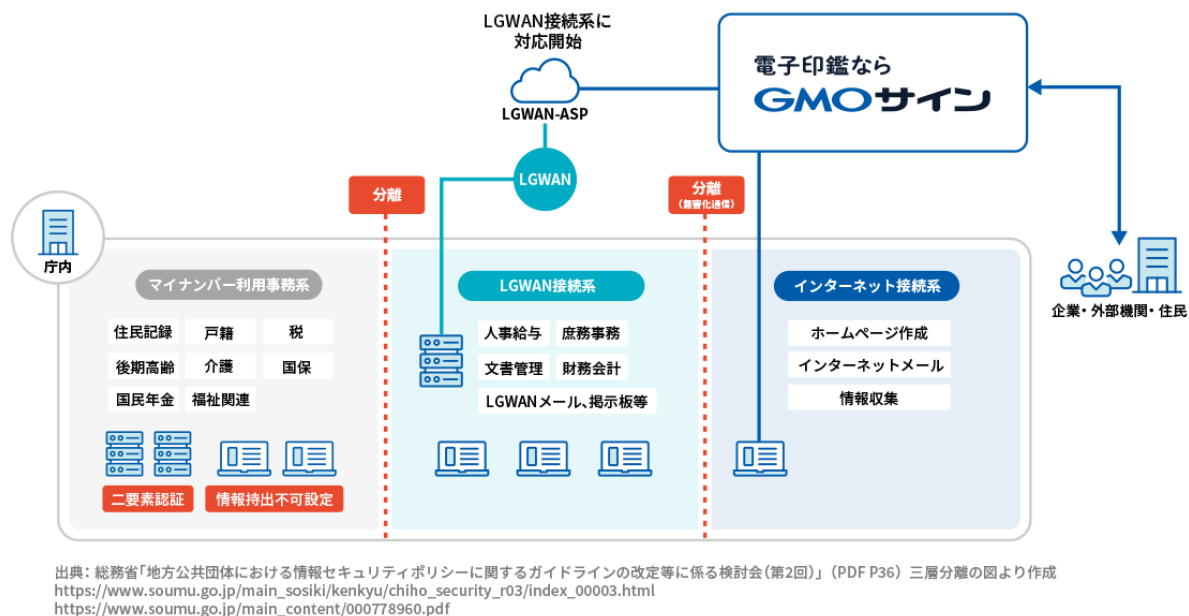 LGWAN接続系に
対応開始
LGWAN-ASP
電子印鑑なら
GMOサイン
LGWAN
分離
分離
(無害化通信)
庁内
マイナンバー利用事務系
住民記録
戸籍
税
後期高齢
介護
国保
国民年金
福祉関連
二要素認証
情報持出不可設定
LGWAN接続系
人事給与
庶務事務
文書管理
財務会計
LGWANメール、掲示板等
インターネット接続系
ホームページ作成
インターネットメール
情報収集
企業・外部機関・住民
出典: 総務省「地方公共団体における情報セキュリティポリシーに関するガイドラインの改定等に係る検討会(第2回)」(PDF P36) 三層分離の図より作成
https://www.soumu.go.jp/main_sosiki/kenkyu/chiho_security_r03/index_00003.html
https://www.soumu.go.jp/main_content/000778960.pdf